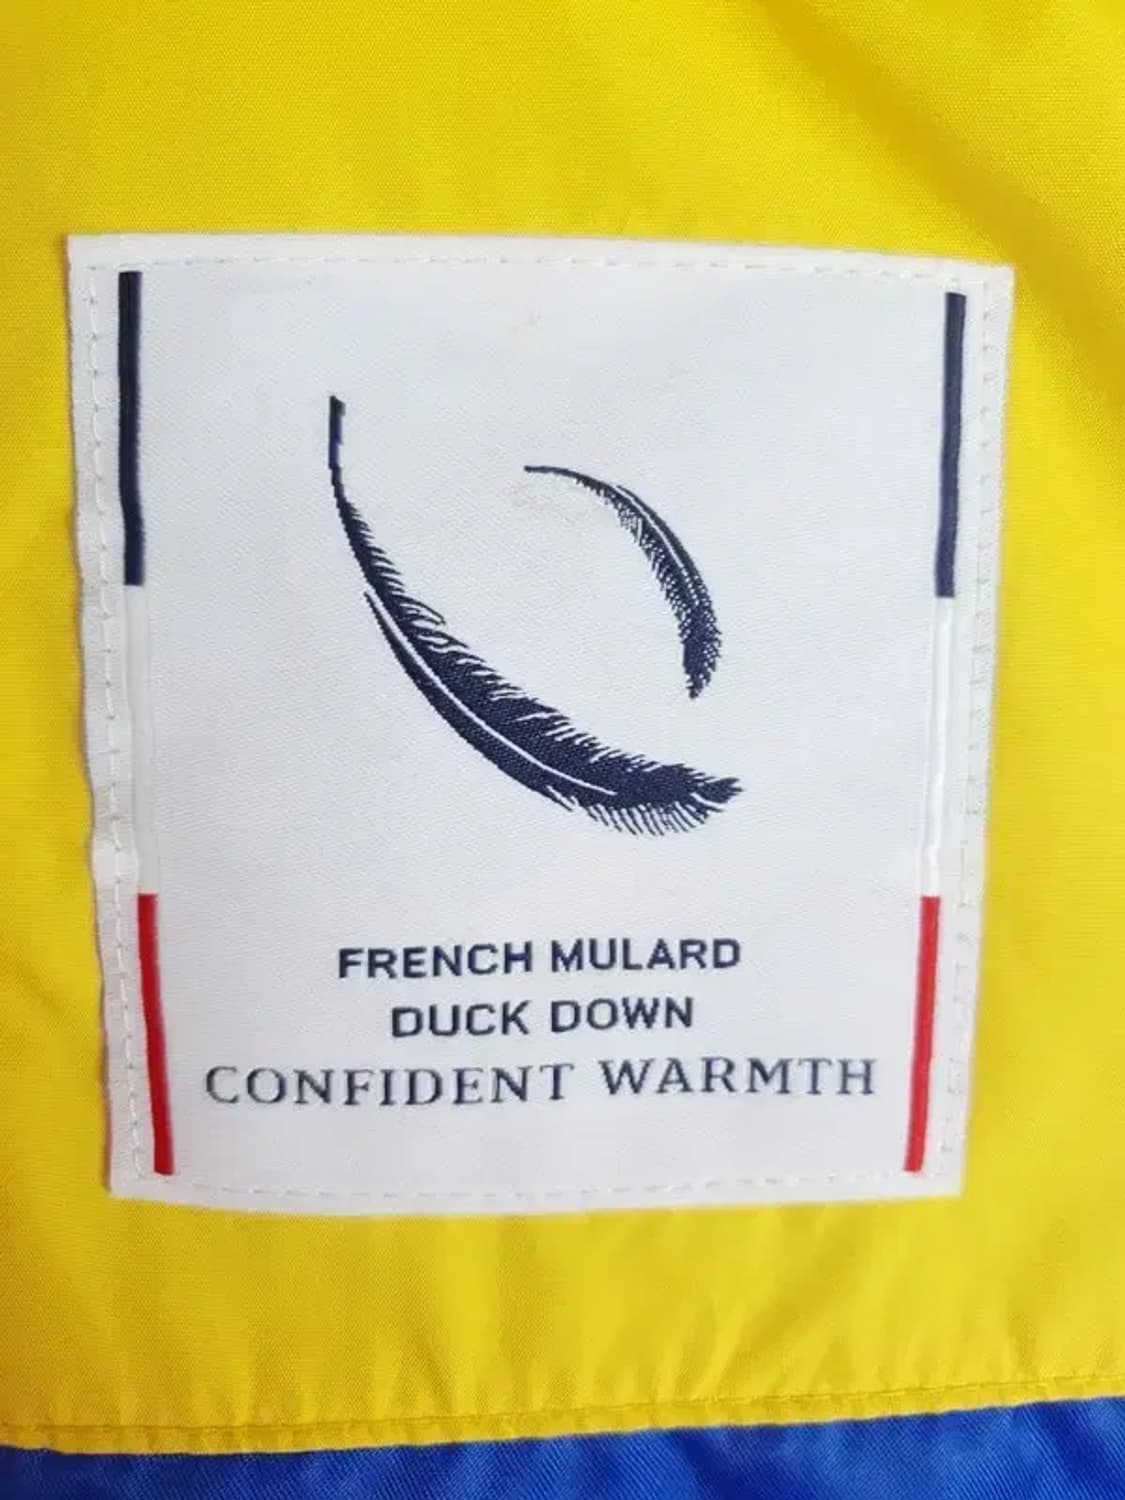 FRENCH MULARD
DUCK DOWN
CONFIDENT WARMTH